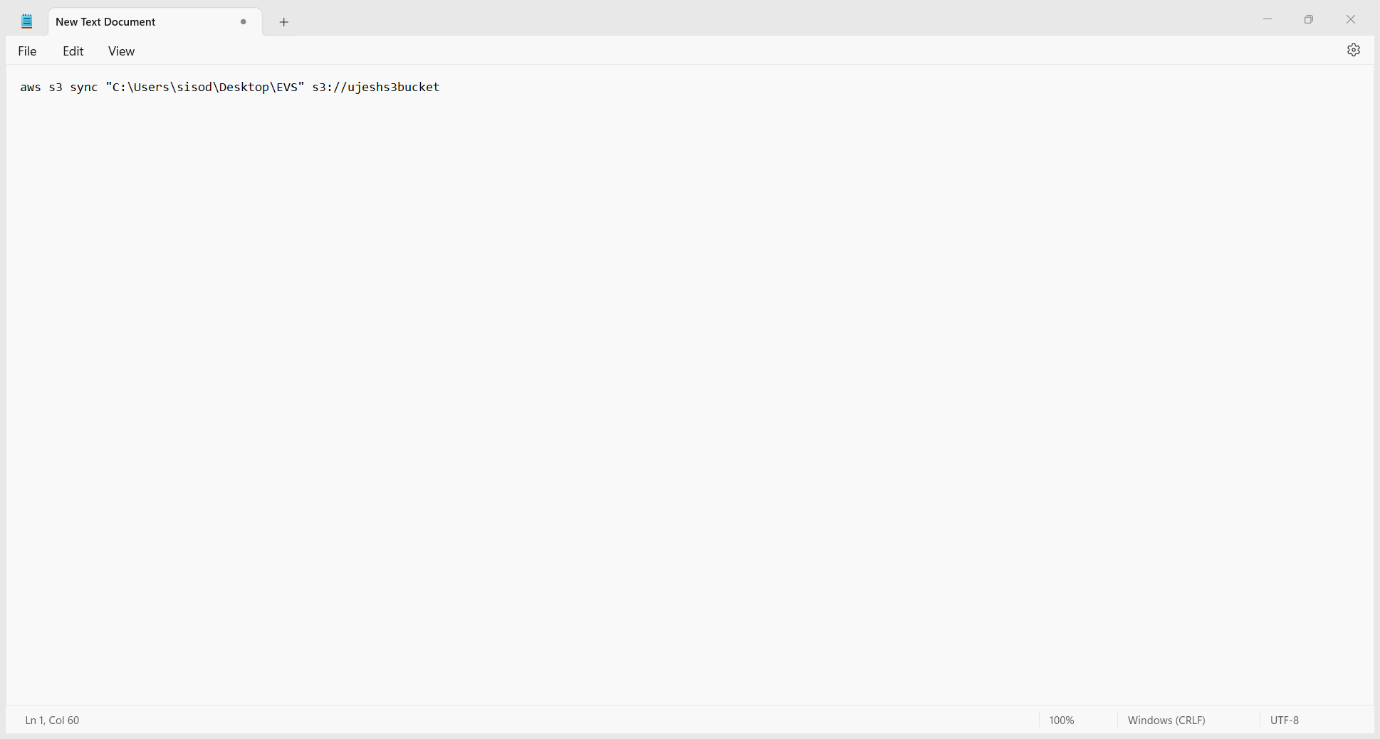 New Text Document
File Edit View
aws s3 sync "C:\Users\sisod\Desktop\EVS" s3://ujeshs3bucket
Ln 1, Col 60 100% Windows (CRLF) UTF-8